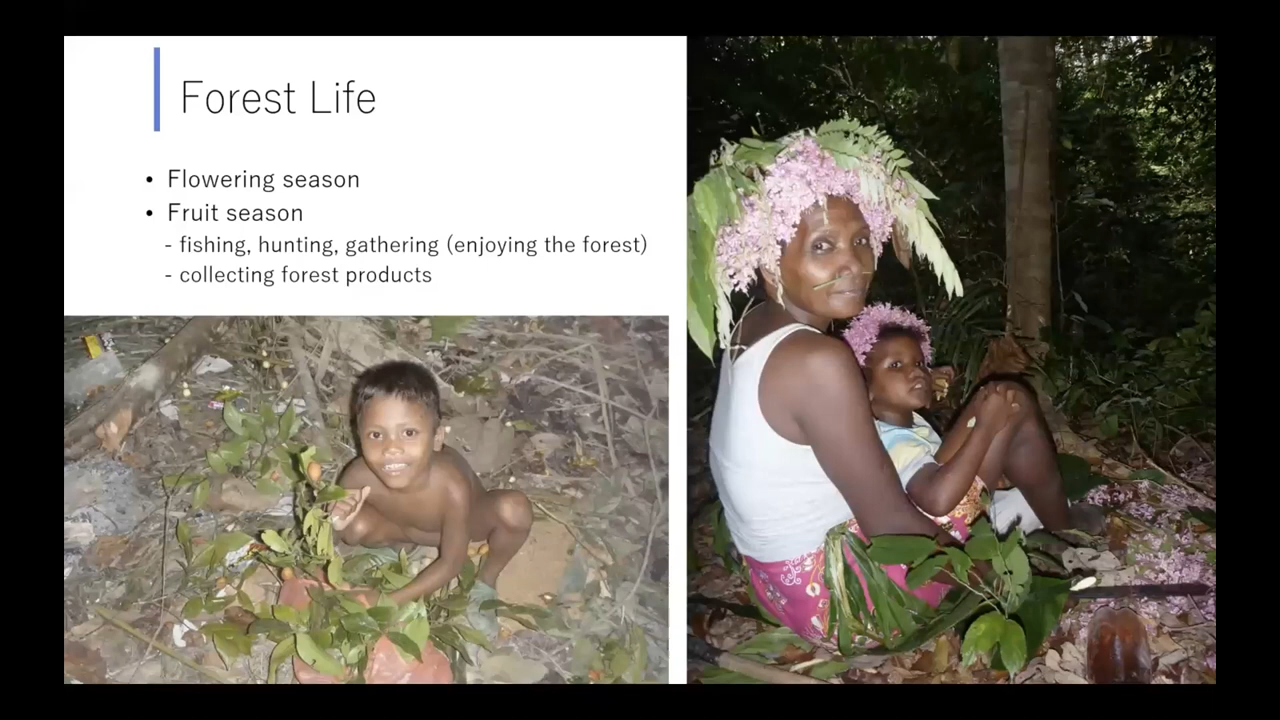 Forest Life
• Flowering season
• Fruit season
- fishing, hunting, gathering (enjoying the forest)
- collecting forest products